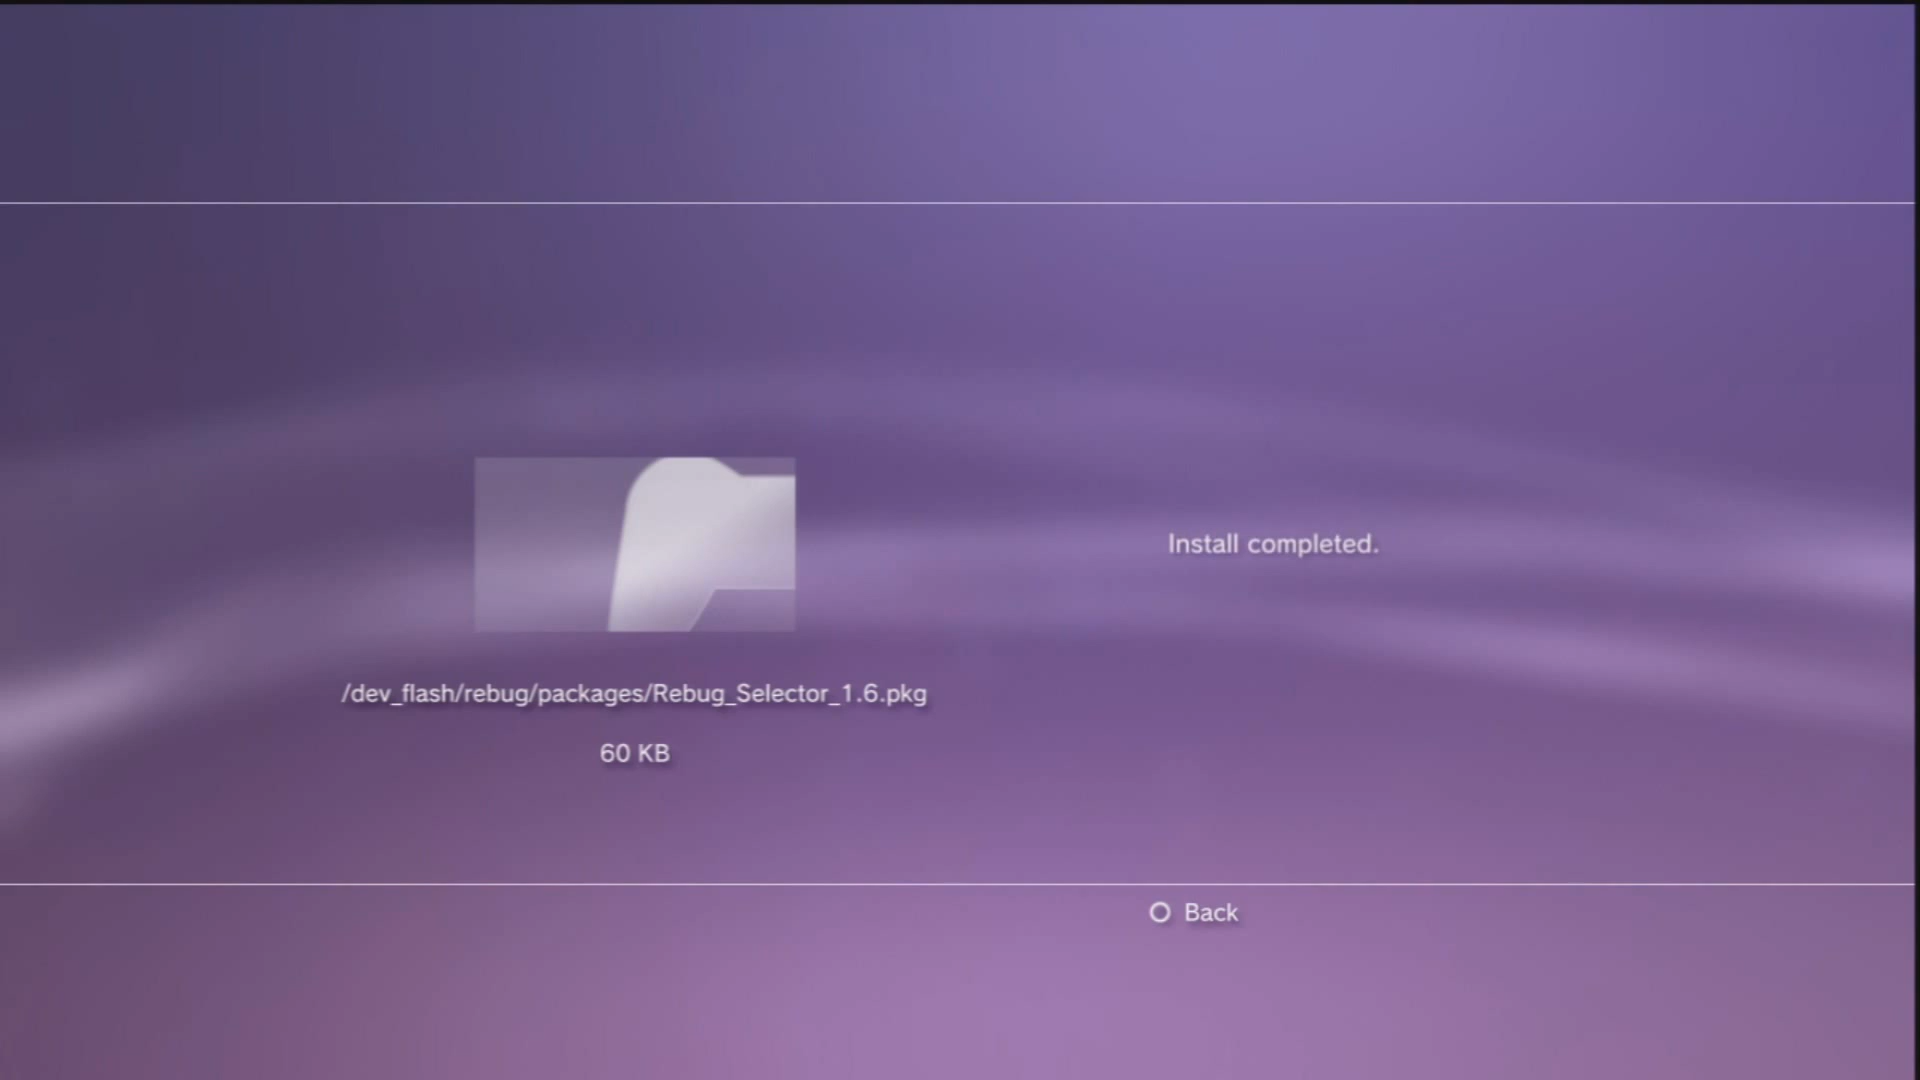 Install completed.
/dev_flash/rebug/packages/Rebug_Selector_1.6.pkg
60 KB
Back